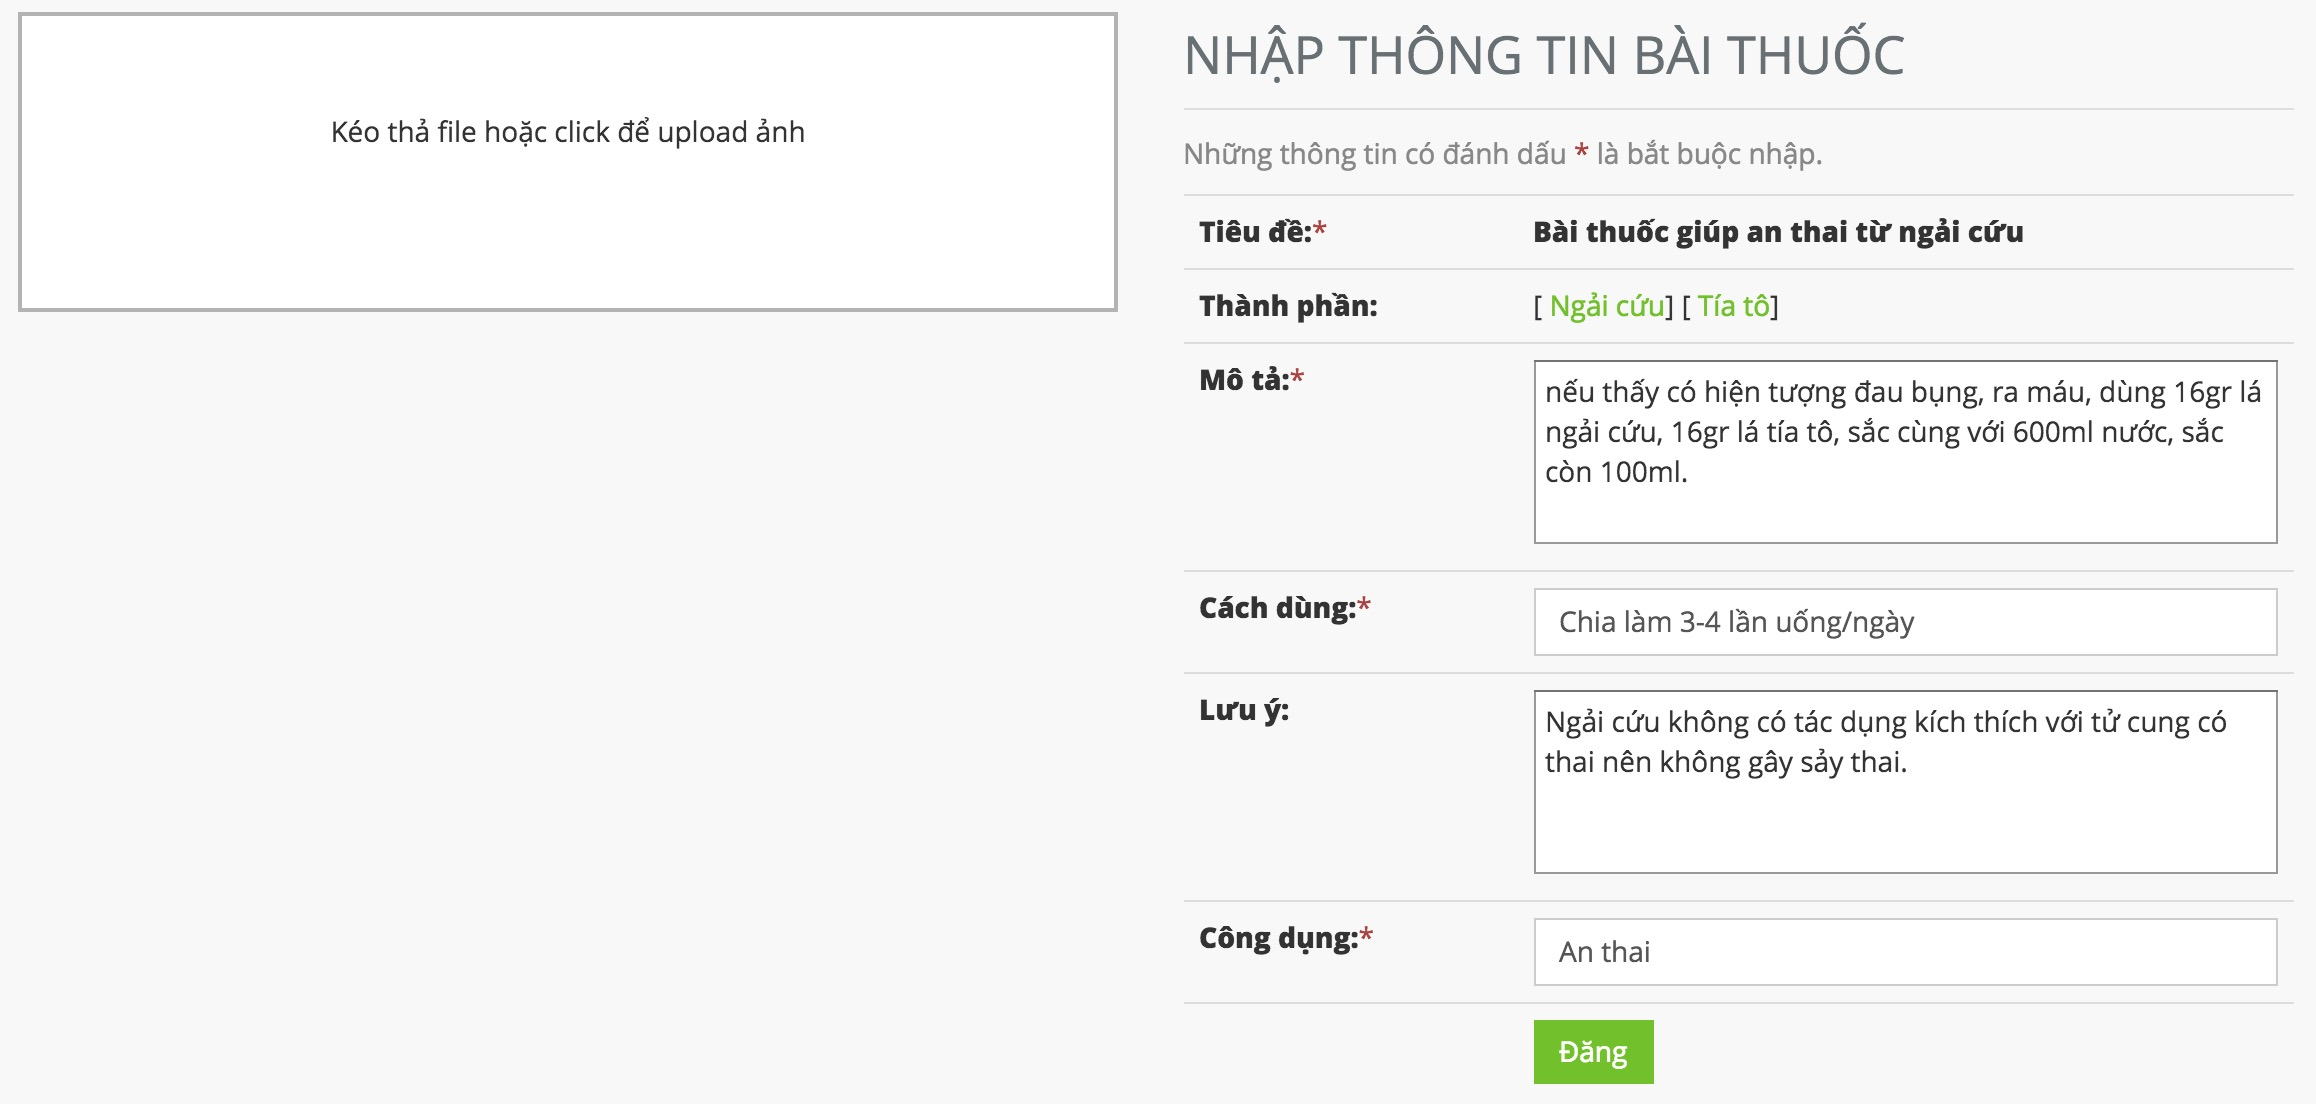 Kéo thả file hoặc click để upload ảnh
NHẬP THÔNG TIN BÀI THUỐC
Những thông tin có đánh dấu * là bắt buộc nhập.
Tiêu đề:* Bài thuốc giúp an thai từ ngải cứu
Thành phần: [ Ngải cứu] [ Tía tô]
Mô tả:* nếu thấy có hiện tượng đau bụng, ra máu, dùng 16gr lá
ngải cứu, 16gr lá tía tô, sắc cùng với 600ml nước, sắc
còn 100ml.
Cách dùng:* Chia làm 3-4 lần uống/ngày
Lưu ý: Ngải cứu không có tác dụng kích thích với tử cung có
thai nên không gây sảy thai.
Công dụng:* An thai
Đăng